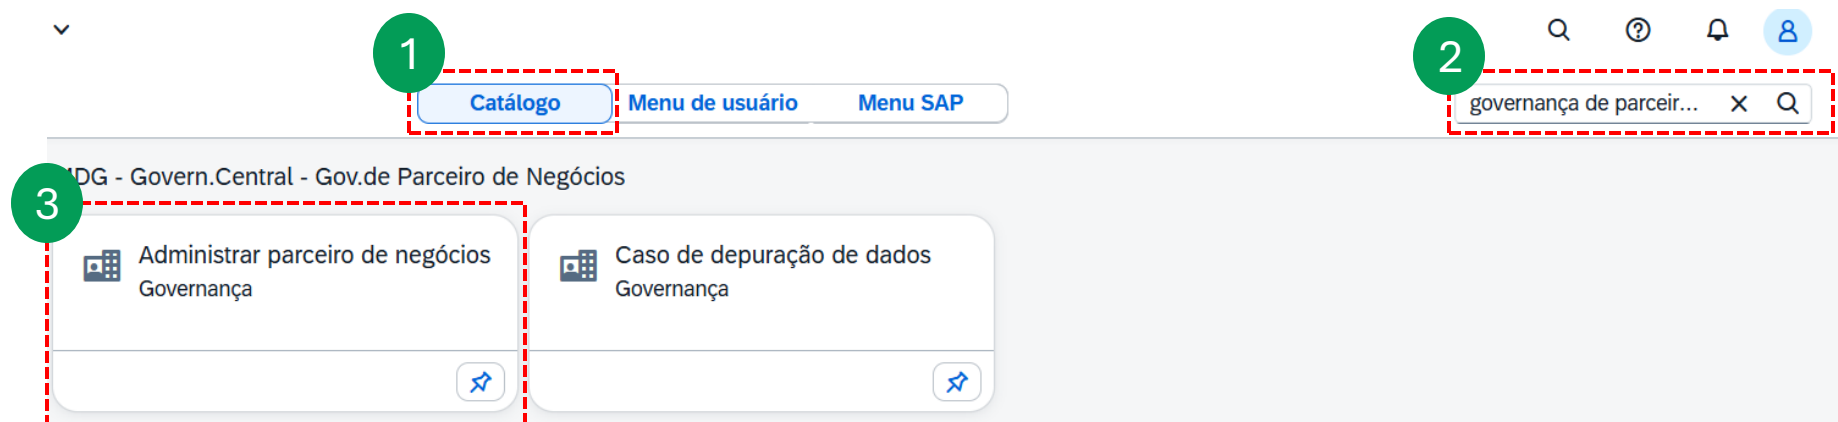 1
2
Catálogo
Menu de usuário
Menu SAP
governança de parceir...
DG - Govern.Central - Gov.de Parceiro de Negócios
3
Administrar parceiro de negócios
Governança
Caso de depuração de dados
Governança